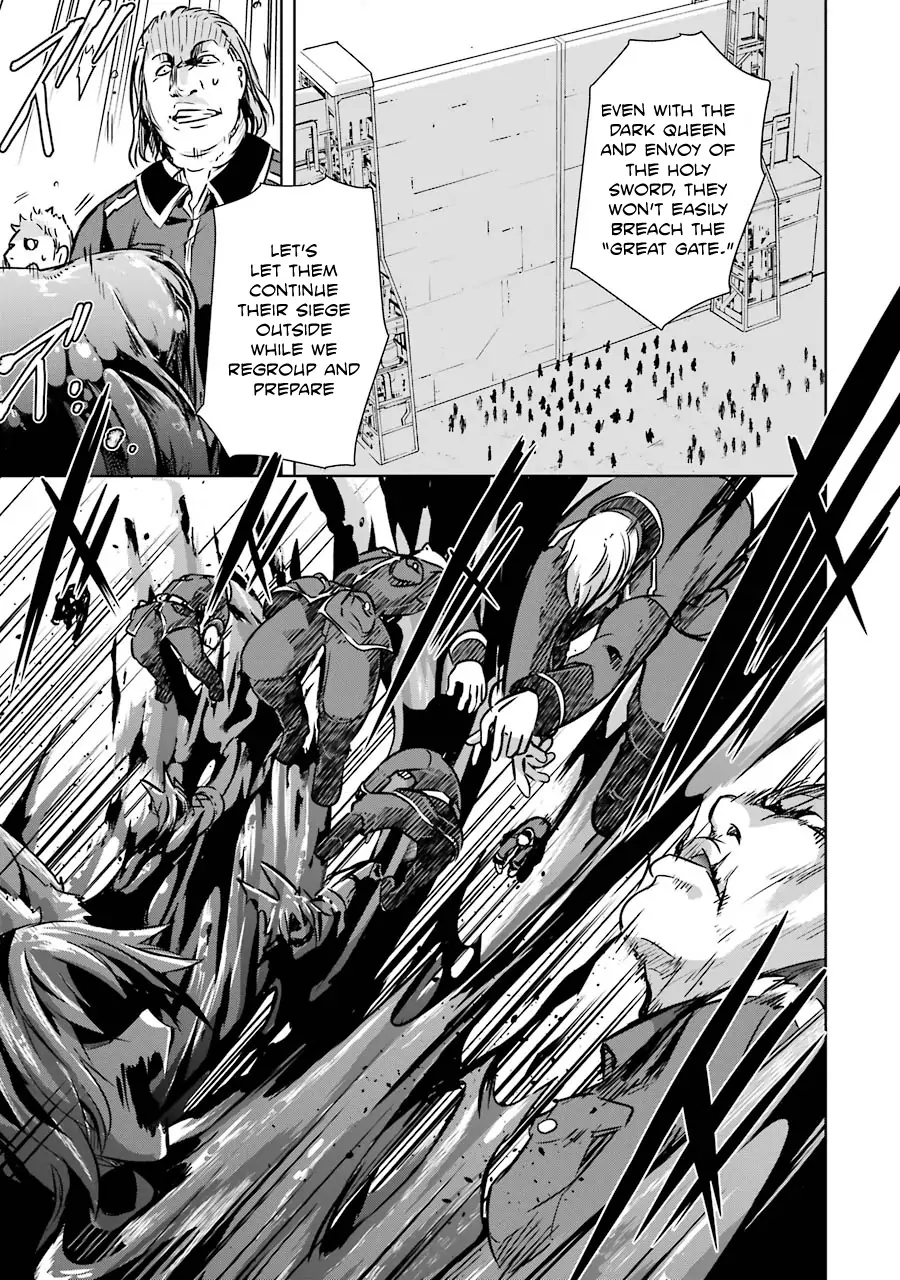 EVEN WITH THE
DARK QUEEN
AND ENVOY OF
THE HOLY
SWORD, THEY
WON'T EASILY
BREACH THE
"GREAT GATE."
LET'S
LET THEM
CONTINUE
THEIR SIEGE
OUTSIDE
WHILE WE
REGROUP AND
PREPARE